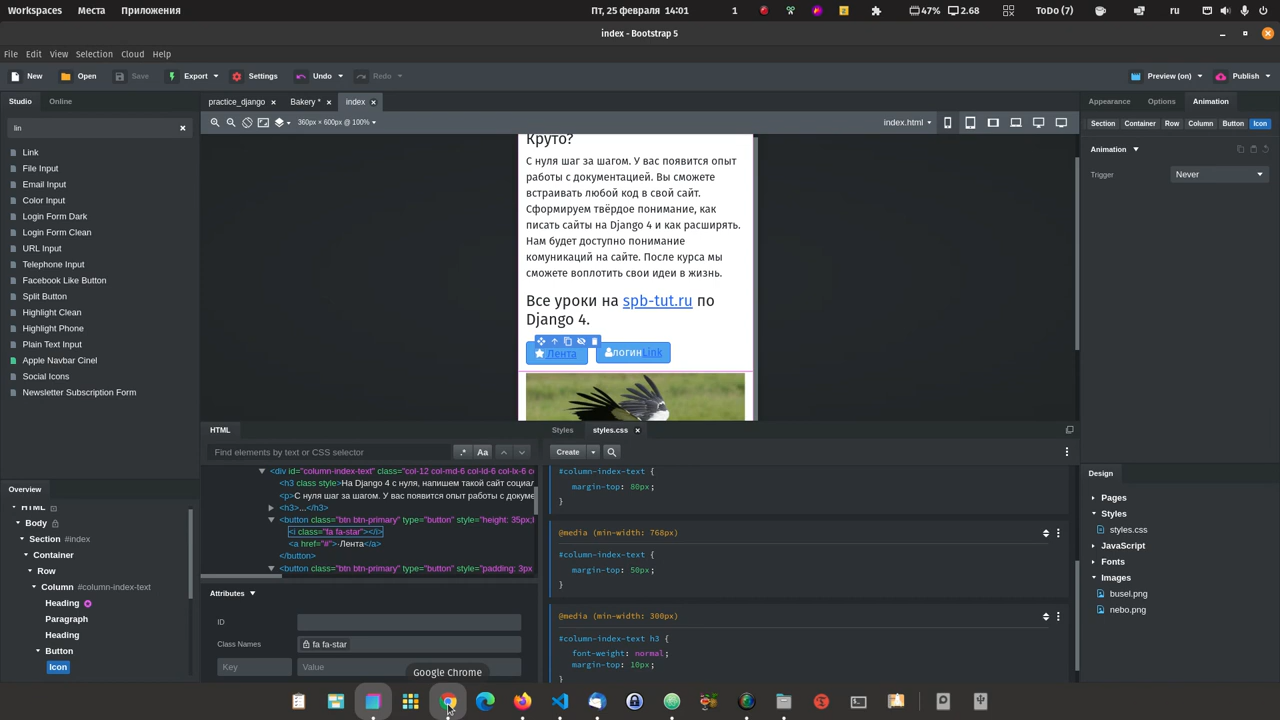 Workspaces Места Приложения Пт, 25 февраля 14:01 1 47% 2.68 ToDo (7) ru
index - Bootstrap 5
File Edit View Selection Cloud Help
New Open Save Export Settings Undo Redo Preview (on) Publish
Studio Online
practice_django × Bakery * × index ×
Appearance Options Animation
lin
360px × 600px @ 100%
index.html
Section Container Row Column Button Icon
Animation
Trigger Never
Link
File Input
Email Input
Color Input
Login Form Dark
Login Form Clean
URL Input
Telephone Input
Facebook Like Button
Split Button
Highlight Clean
Highlight Phone
Plain Text Input
Apple Navbar Cinel
Social Icons
Newsletter Subscription Form
Круто?
С нуля шаг за шагом. У вас появится опыт
работы с документацией. Вы сможете
встраивать любой код в свой сайт.
Сформируем твёрдое понимание, как
писать сайты на Django 4 и как расширять.
Нам будет доступно понимание
комуникаций на сайте. После курса мы
сможете воплотить свои идеи в жизнь.
Все уроки на spb-tut.ru по
Django 4.
Лента логинLink
HTML
Find elements by text or CSS selector
.* Aa
<div id="column-index-text" class="col-12 col-md-6 col-ld-6 col-lx-6 c
<h3 class style>На Django 4 с нуля, напишем такой сайт социал
<p>С нуля шаг за шагом. У вас появится опыт работы с докуме
<h3>...</h3>
<button class="btn btn-primary" type="button" style="height: 35px;
<i class="fa fa-star"></i>
<a href="#">·Лента</a>
</button>
<button class="btn btn-primary" type="button" style="padding: 3px
Attributes
ID
Class Names fa fa-star
Key Value
Styles styles.css ×
Create
#column-index-text {
margin-top: 80px;
}
@media (min-width: 768px)
#column-index-text {
margin-top: 50px;
}
@media (min-width: 300px)
#column-index-text h3 {
font-weight: normal;
margin-top: 10px;
}
Overview
HTML
Body
Section #index
Container
Row
Column #column-index-text
Heading
Paragraph
Heading
Button
Icon
Design
Pages
Styles
styles.css
JavaScript
Fonts
Images
busel.png
nebo.png
Google Chrome